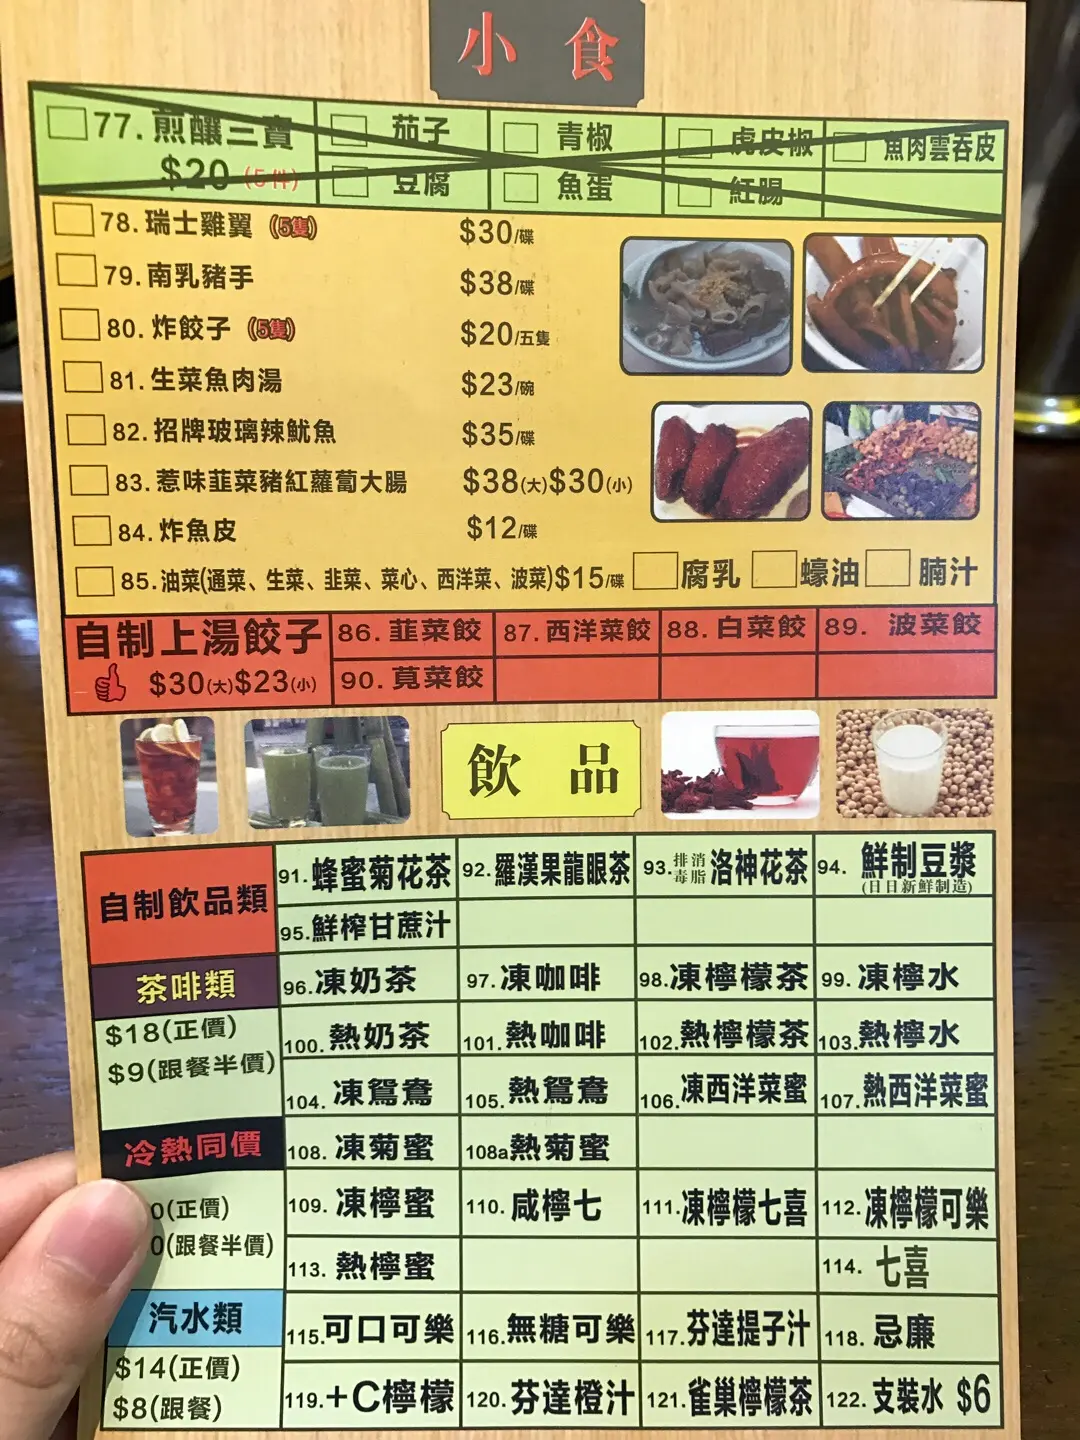 小食
77. 煎釀三寶 茄子 青椒 虎皮椒 魚肉雲吞皮
$20 (5件) 豆腐 魚蛋 紅腸
78. 瑞士雞翼 (5隻) $30/碟
79. 南乳豬手 $38/碟
80. 炸餃子 (5隻) $20/五隻
81. 生菜魚肉湯 $23/碗
82. 招牌玻璃辣魷魚 $35/碟
83. 惹味韮菜豬紅蘿蔔大腸 $38(大)$30(小)
84. 炸魚皮 $12/碟
85. 油菜(通菜、生菜、韮菜、菜心、西洋菜、波菜)$15/碟 腐乳 蠔油 腩汁
自制上湯餃子 86. 韮菜餃 87. 西洋菜餃 88. 白菜餃 89. 波菜餃
$30(大)$23(小) 90. 莧菜餃
飲品
自制飲品類 91. 蜂蜜菊花茶 92. 羅漢果龍眼茶 93. 排毒消脂 洛神花茶 94. 鮮制豆漿
(日日新鮮制造)
95. 鮮榨甘蔗汁
茶啡類 96. 凍奶茶 97. 凍咖啡 98. 凍檸檬茶 99. 凍檸水
$18(正價) 100. 熱奶茶 101. 熱咖啡 102. 熱檸檬茶 103. 熱檸水
$9(跟餐半價) 104. 凍鴛鴦 105. 熱鴛鴦 106. 凍西洋菜蜜 107. 熱西洋菜蜜
冷熱同價 108. 凍菊蜜 108a 熱菊蜜
0(正價) 109. 凍檸蜜 110. 咸檸七 111. 凍檸檬七喜 112. 凍檸檬可樂
0(跟餐半價) 113. 熱檸蜜 114. 七喜
汽水類 115. 可口可樂 116. 無糖可樂 117. 芬達提子汁 118. 忌廉
$14(正價)
$8(跟餐) 119. +C檸檬 120. 芬達橙汁 121. 雀巢檸檬茶 122. 支裝水 $6